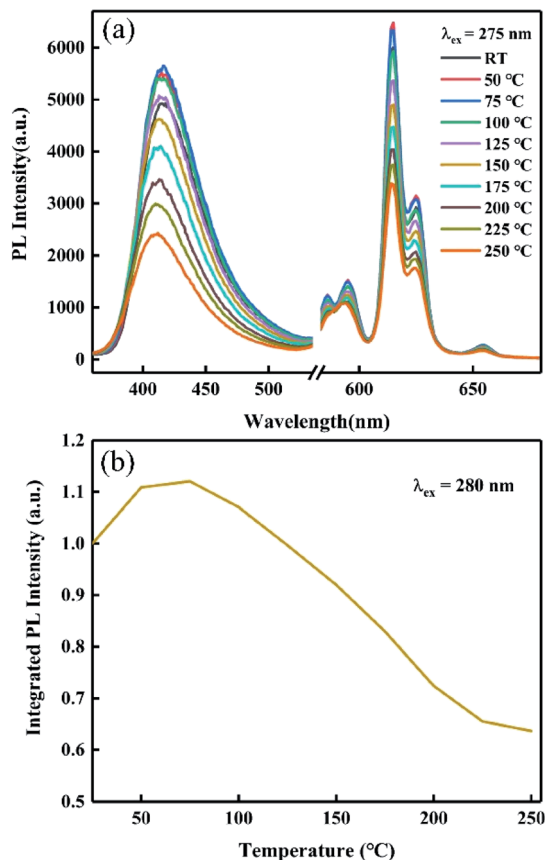 (a)
λex = 275 nm
RT
50 ℃
75 ℃
100 ℃
125 ℃
150 ℃
175 ℃
200 ℃
225 ℃
250 ℃
PL Intensity(a.u.)
6000
5000
4000
3000
2000
1000
0
400 450 500 600 650
Wavelength(nm)
(b)
λex = 280 nm
Integrated PL Intensity (a.u.)
1.2
1.1
1.0
0.9
0.8
0.7
0.6
0.5
50 100 150 200 250
Temperature (℃)